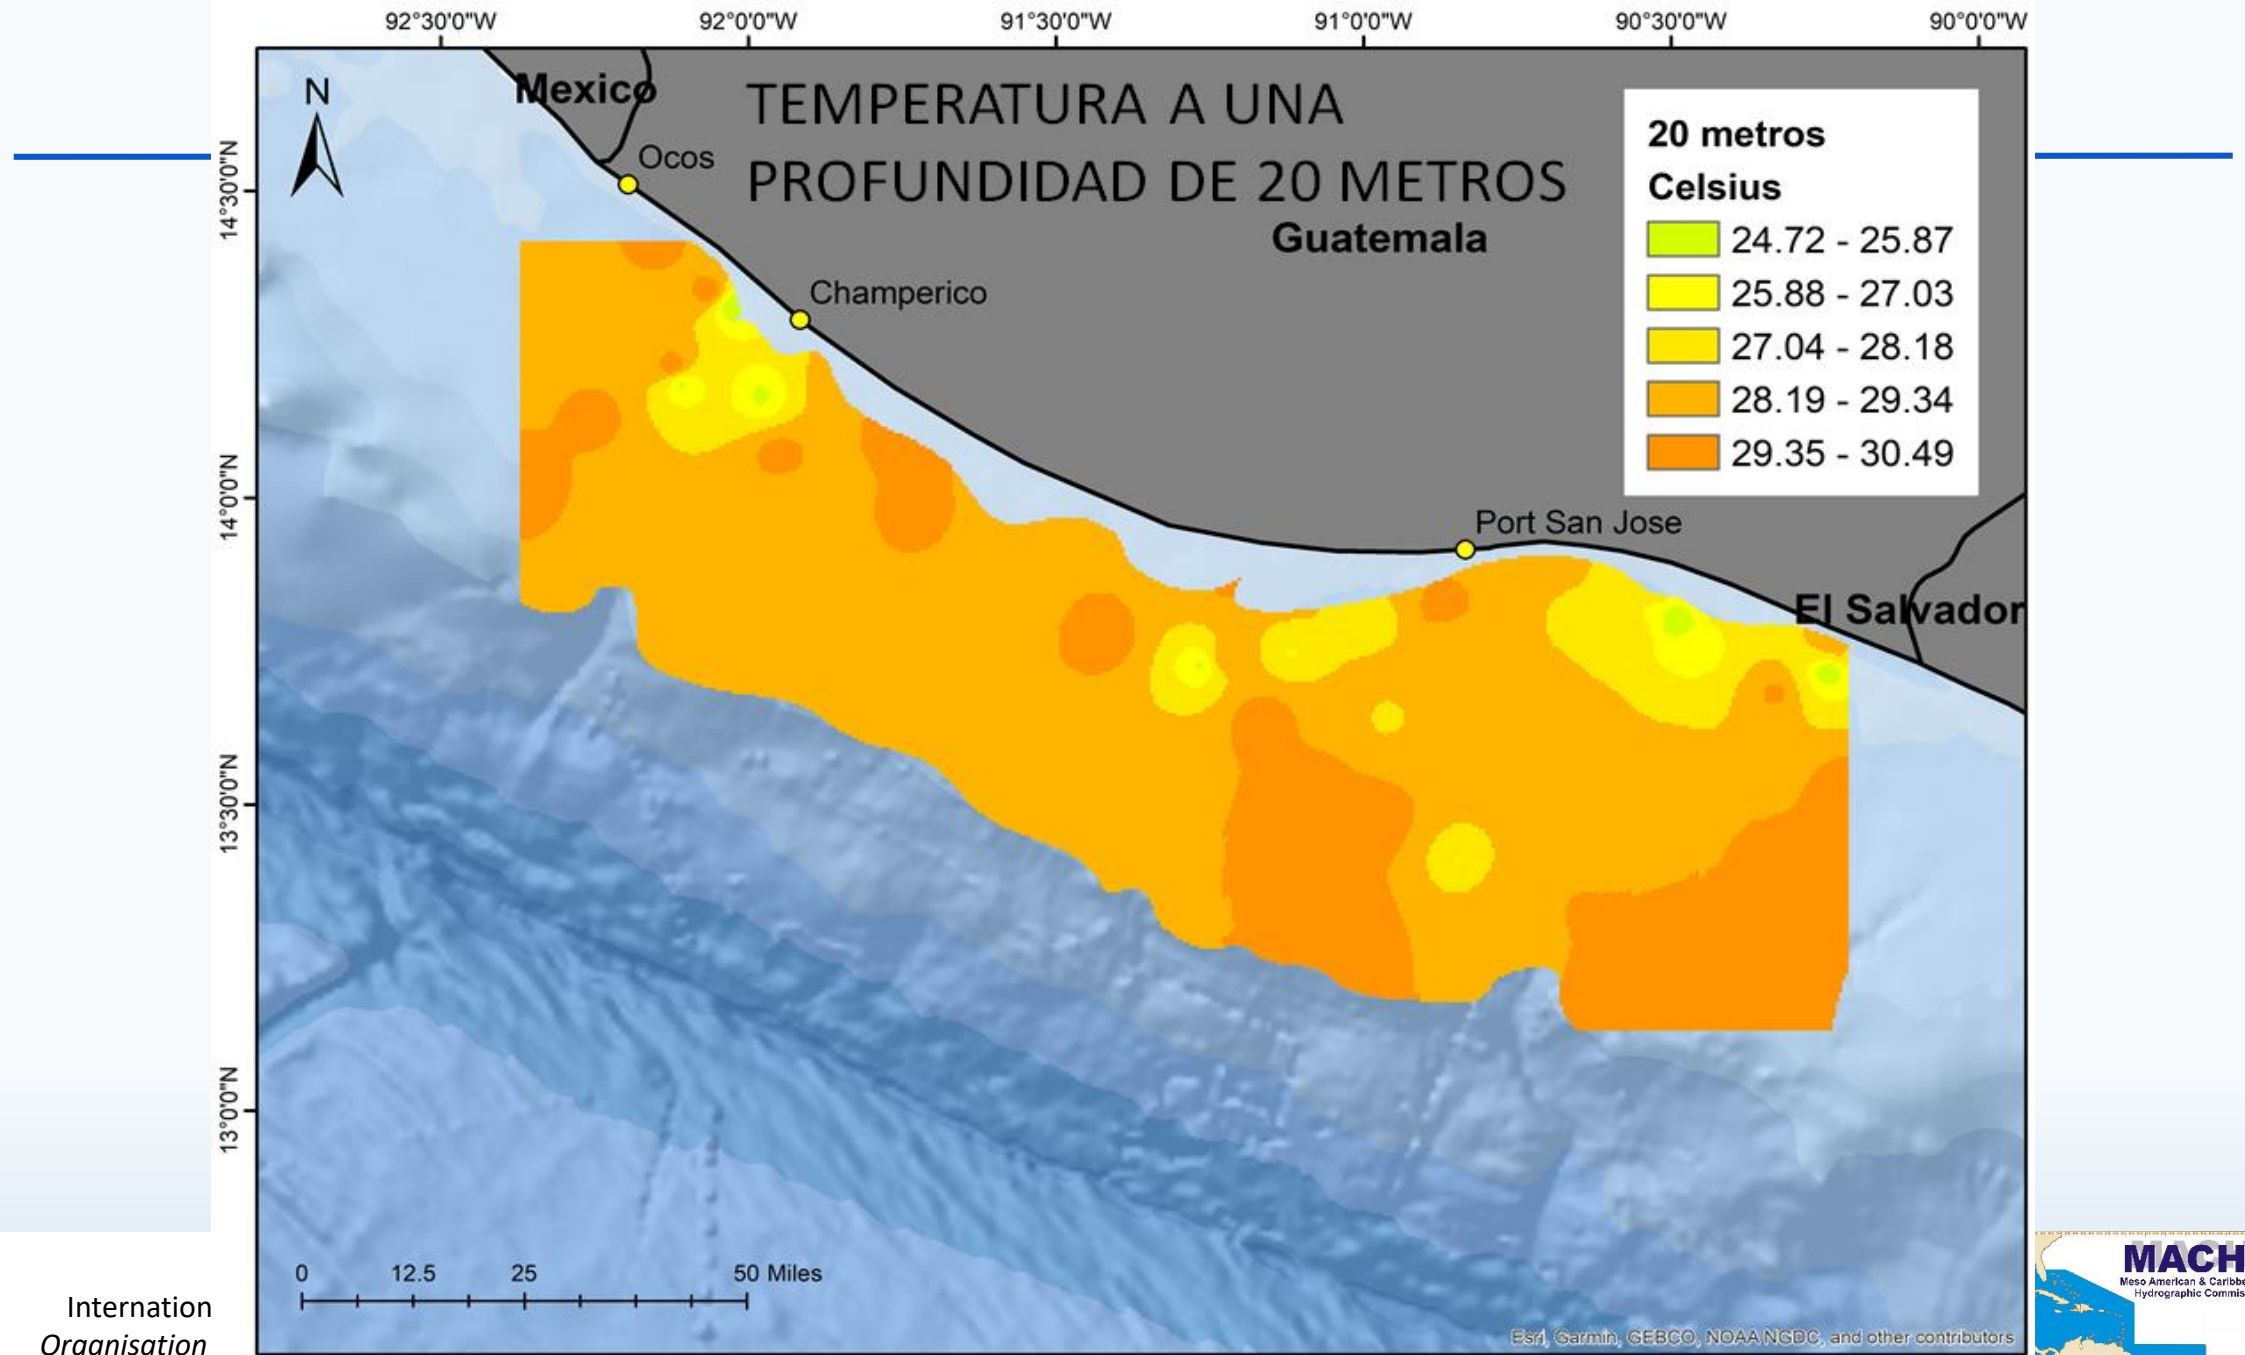 92°30'0"W 92°0'0"W 91°30'0"W 91°0'0"W 90°30'0"W 90°0'0"W
Mexico
N
TEMPERATURA A UNA
PROFUNDIDAD DE 20 METROS
Ocos
Guatemala
Champerico
20 metros
Celsius
24.72 - 25.87
25.88 - 27.03
27.04 - 28.18
28.19 - 29.34
29.35 - 30.49
Port San Jose
El Salvador
14°30'0"N
14°0'0"N
13°30'0"N
13°0'0"N
0 12.5 25 50 Miles
Esri, Garmin, GEBCO, NOAA NGDC, and other contributors
Internation
Organisation
MACH
Meso American & Caribbe
Hydrographic Commis